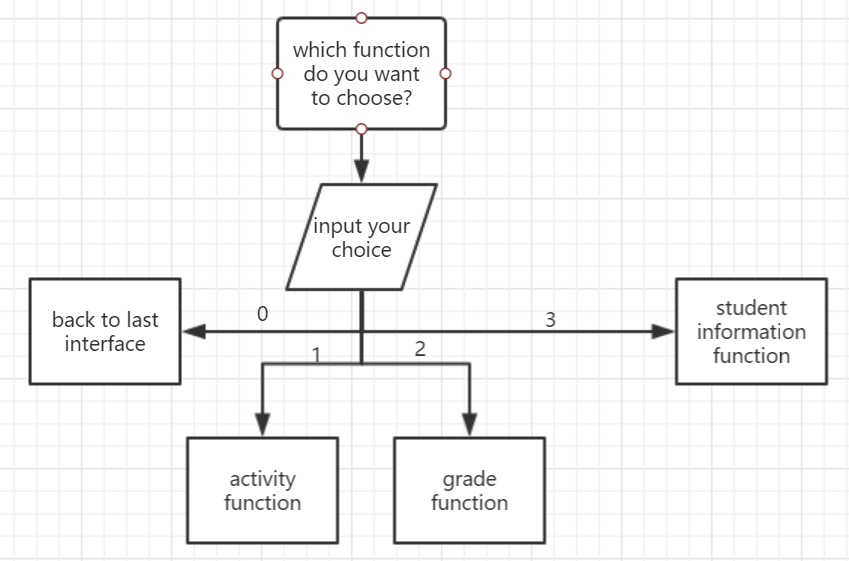 which function
do you want
to choose?
input your
choice
0
3
back to last
interface
student
information
function
1
2
activity
function
grade
function